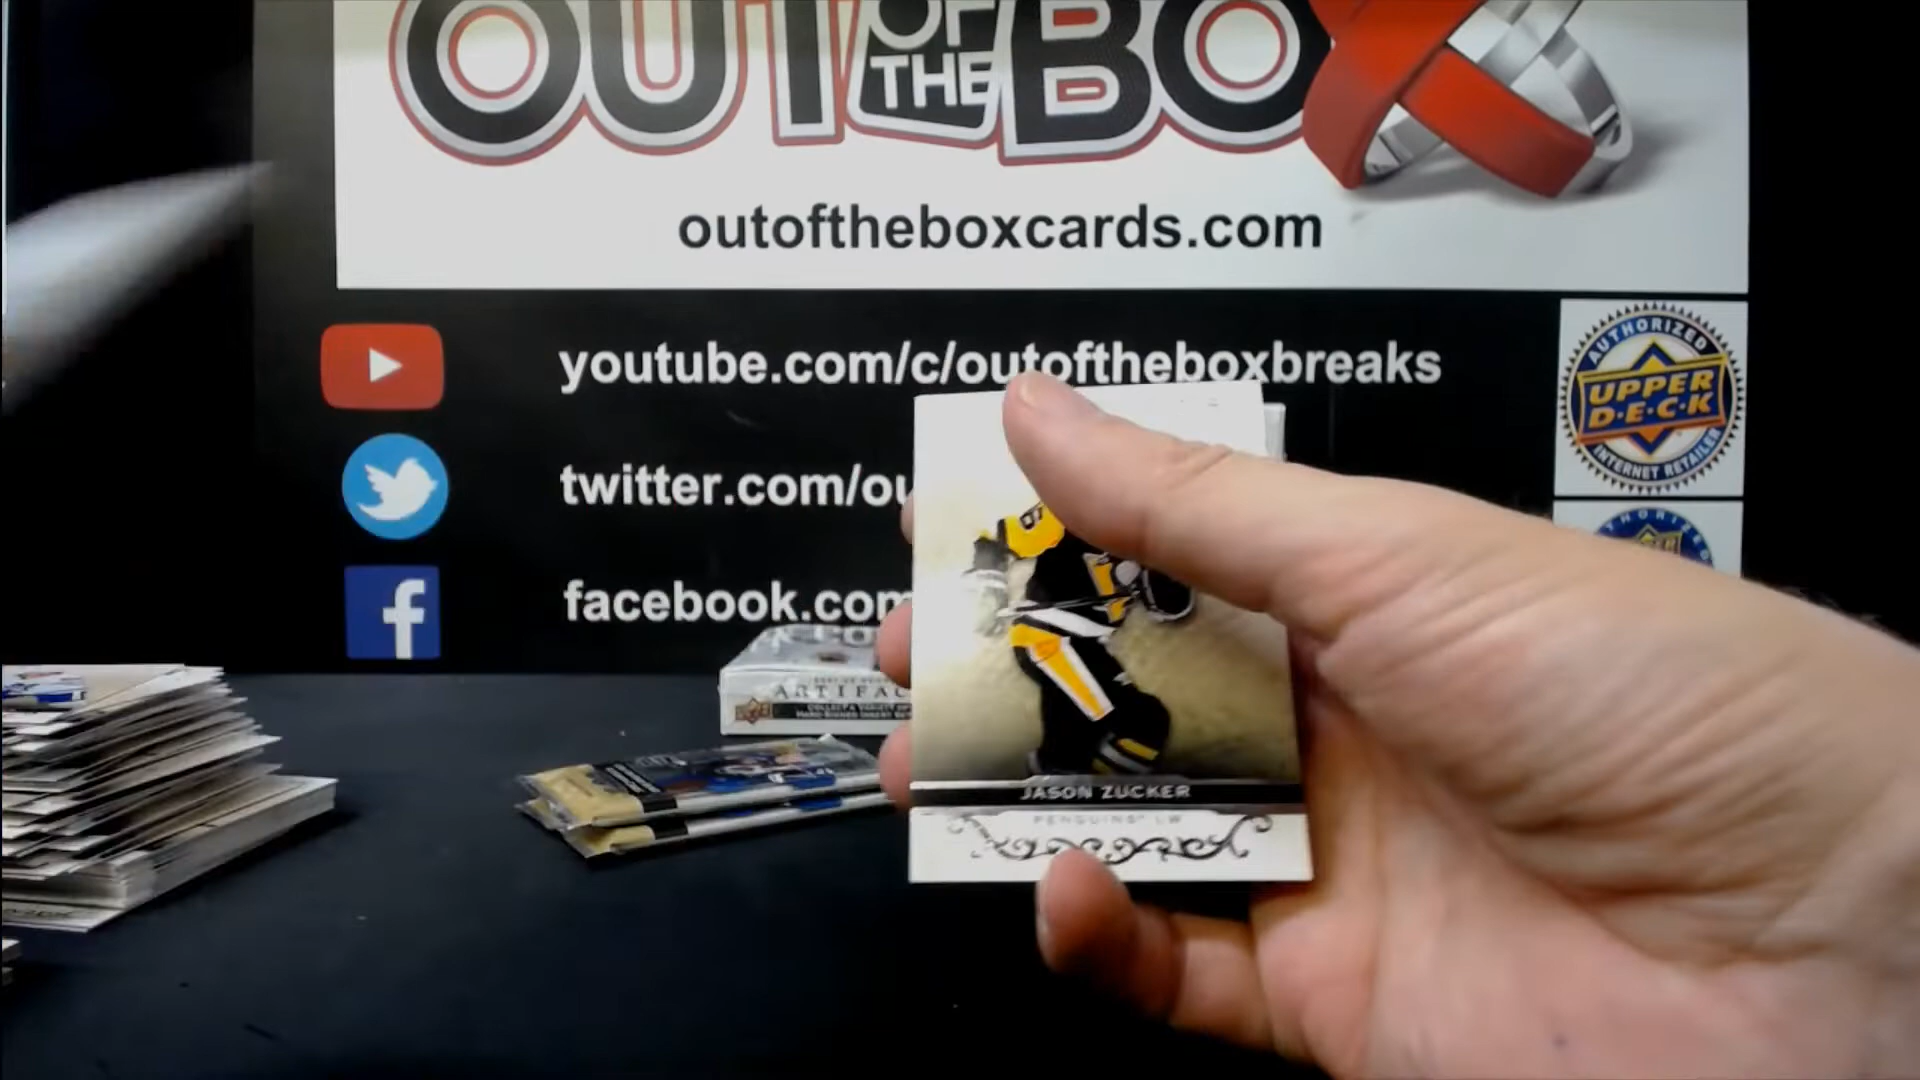 OUT OF THE BOX
outoftheboxcards.com
youtube.com/c/outoftheboxbreaks
twitter.com/ou
facebook.com
AUTHORIZED
UPPER
D·E·C·K
INTERNET RETAILER
ARTIFAC
JASON ZUCKER
PENGUINS' LW